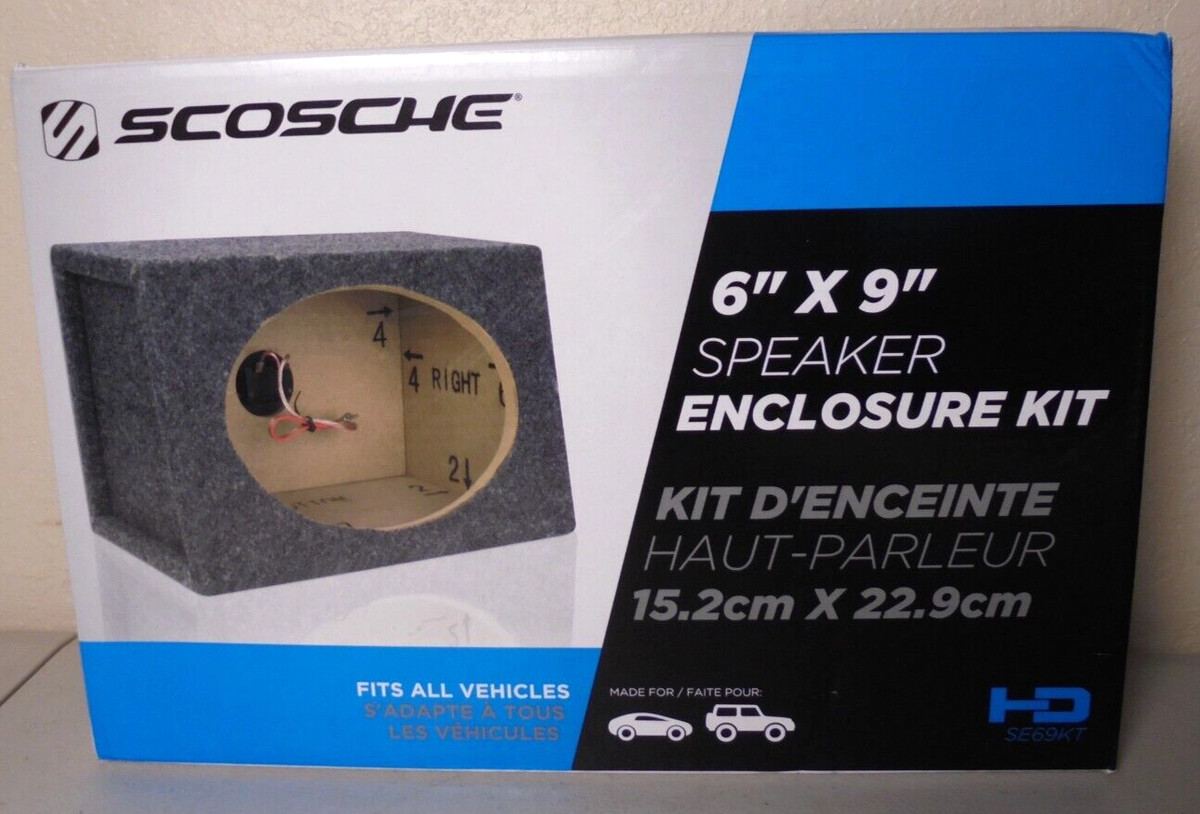 SCOSCHE®
6" X 9"
SPEAKER
ENCLOSURE KIT
KIT D'ENCEINTE
HAUT-PARLEUR
15.2cm X 22.9cm
4
4 RIGHT
2
2
FITS ALL VEHICLES
S'ADAPTE À TOUS
LES VÉHICULES
MADE FOR / FAITE POUR:
HD
SE69KT